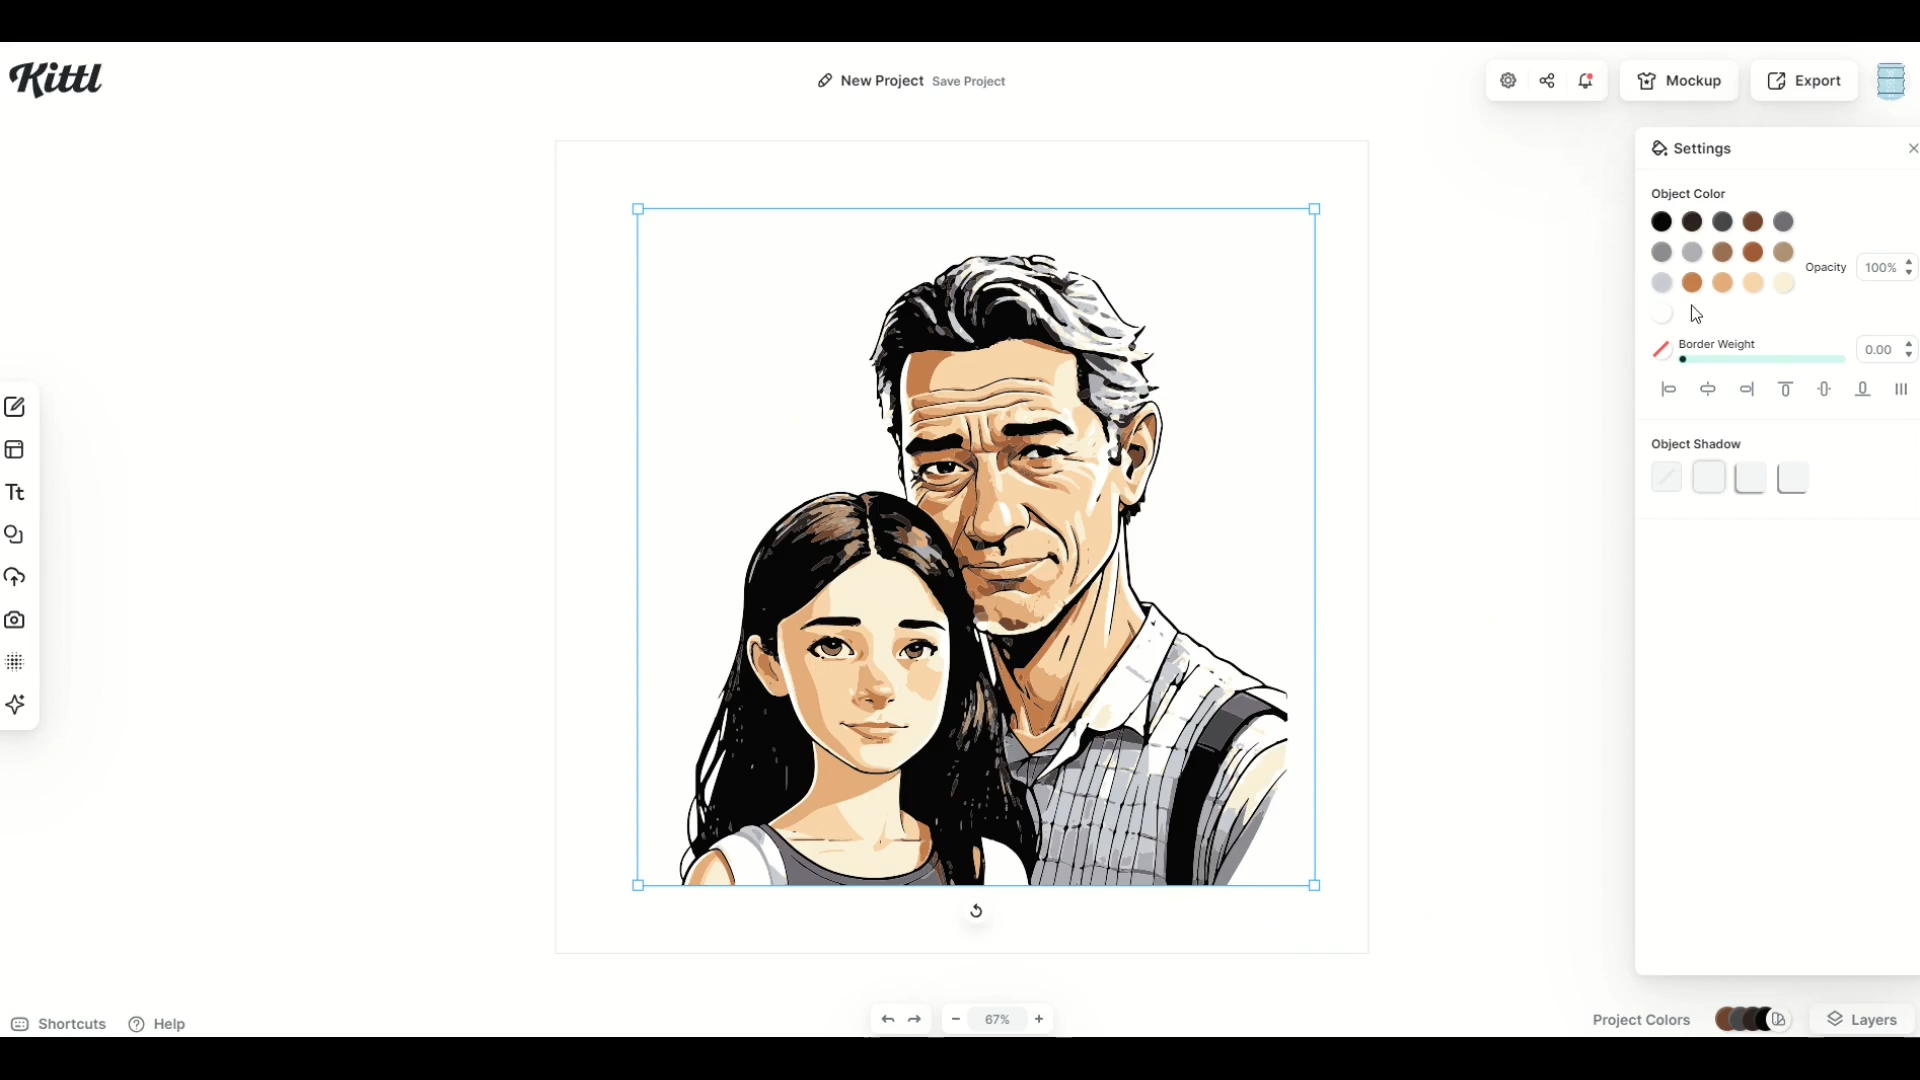 Kittl
New Project Save Project
Mockup
Export
Settings
Object Color
Opacity 100%
Border Weight 0.00
Object Shadow
Tt
Shortcuts Help
67%
Project Colors
Layers